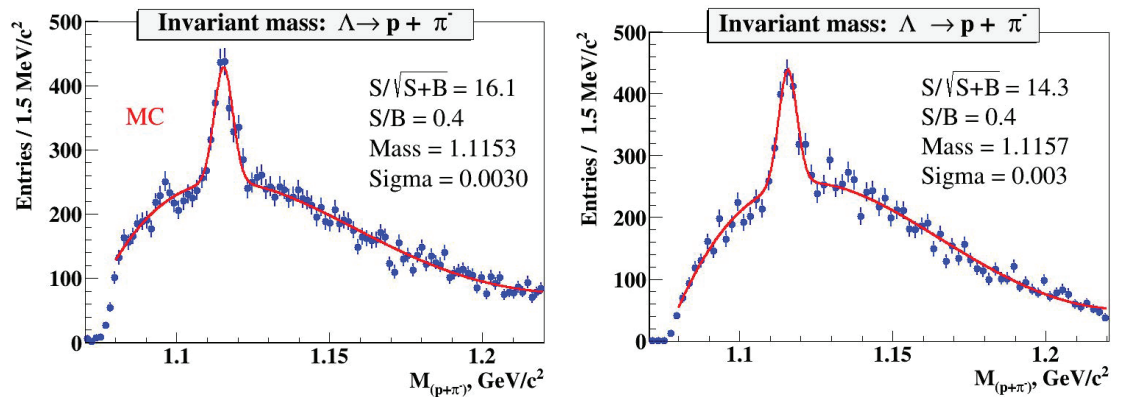 Invariant mass: Λ → p + π⁻
Entries / 1.5 MeV/c²
500
400
300
200
100
0
MC
S/√S+B = 16.1
S/B = 0.4
Mass = 1.1153
Sigma = 0.0030
1.1
1.15
1.2
M(p+π⁻), GeV/c²
Invariant mass: Λ → p + π⁻
Entries / 1.5 MeV/c²
500
400
300
200
100
0
S/√S+B = 14.3
S/B = 0.4
Mass = 1.1157
Sigma = 0.003
1.1
1.15
1.2
M(p+π⁻), GeV/c²